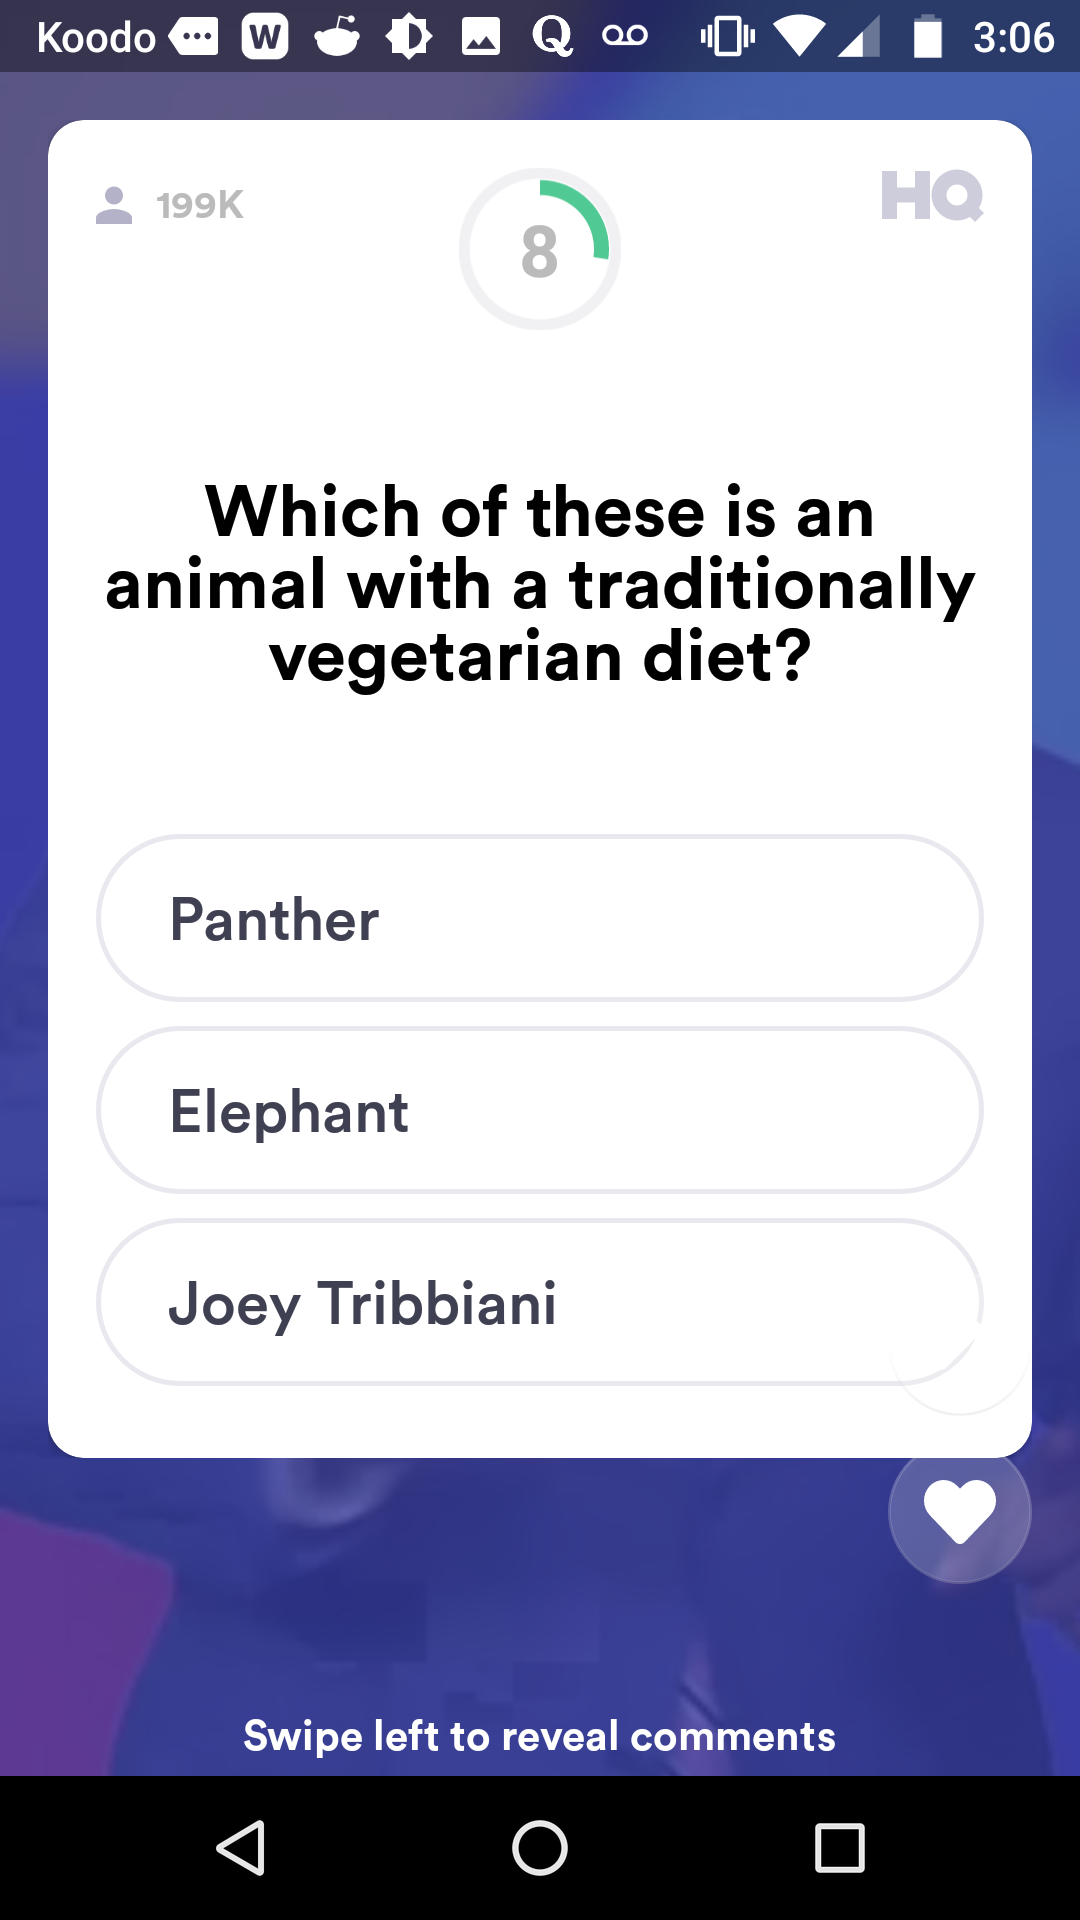 Koodo W Q 3:06
199K 8 HQ
Which of these is an
animal with a traditionally
vegetarian diet?
Panther
Elephant
Joey Tribbiani
Swipe left to reveal comments